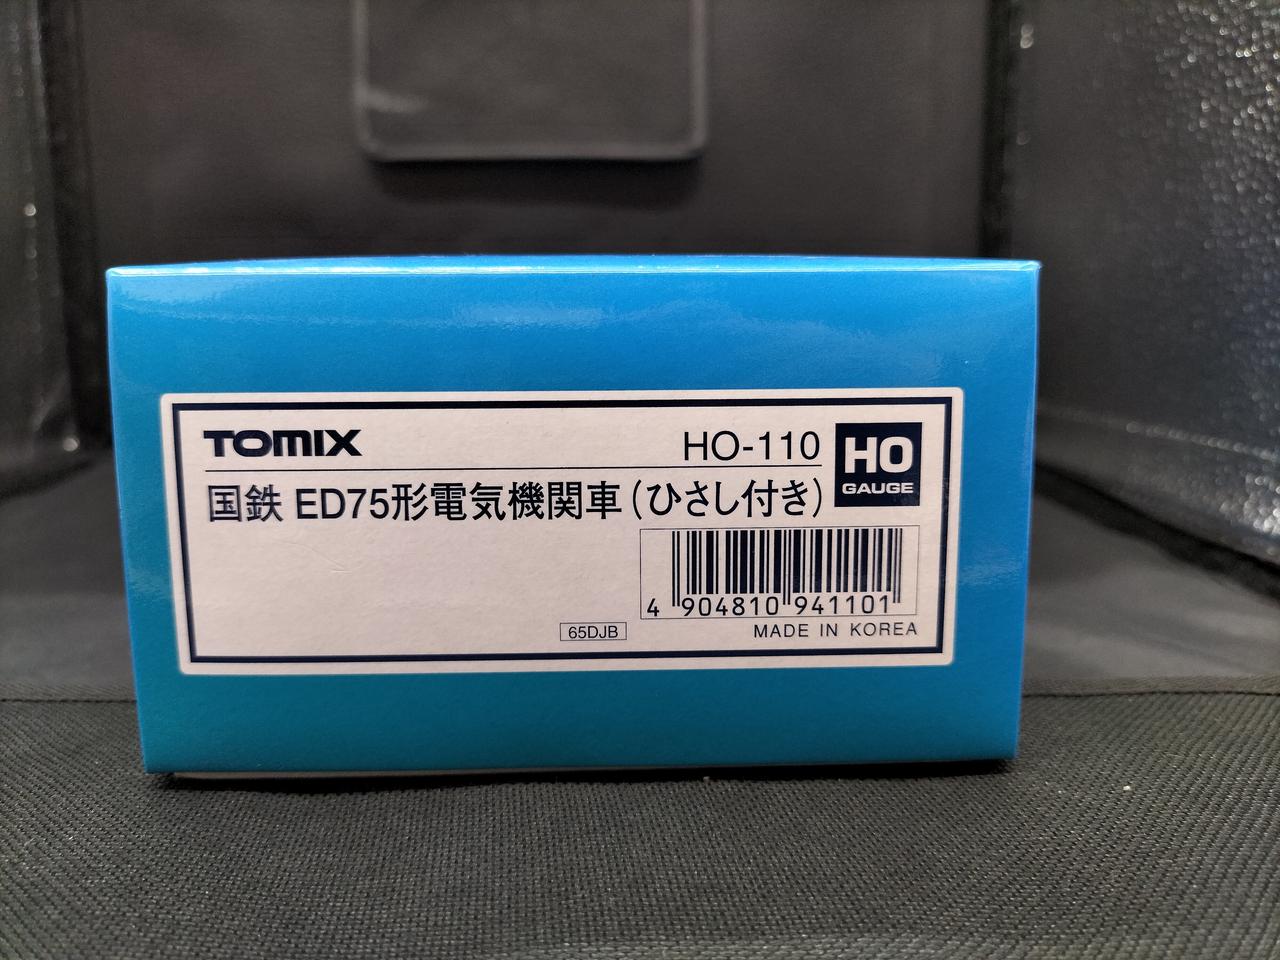 TOMIX
HO-110
HO
GAUGE
国鉄 ED75形電気機関車(ひさし付き)
4 904810 941101
65DJB
MADE IN KOREA